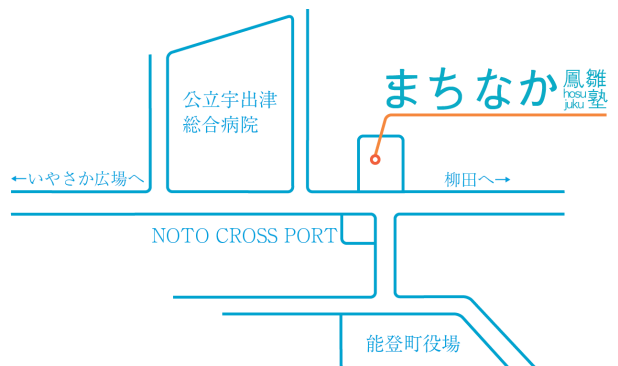 まちなか鳳雛塾
hosu
juku
公立宇出津
総合病院
←いやさか広場へ
柳田へ→
NOTO CROSS PORT
能登町役場